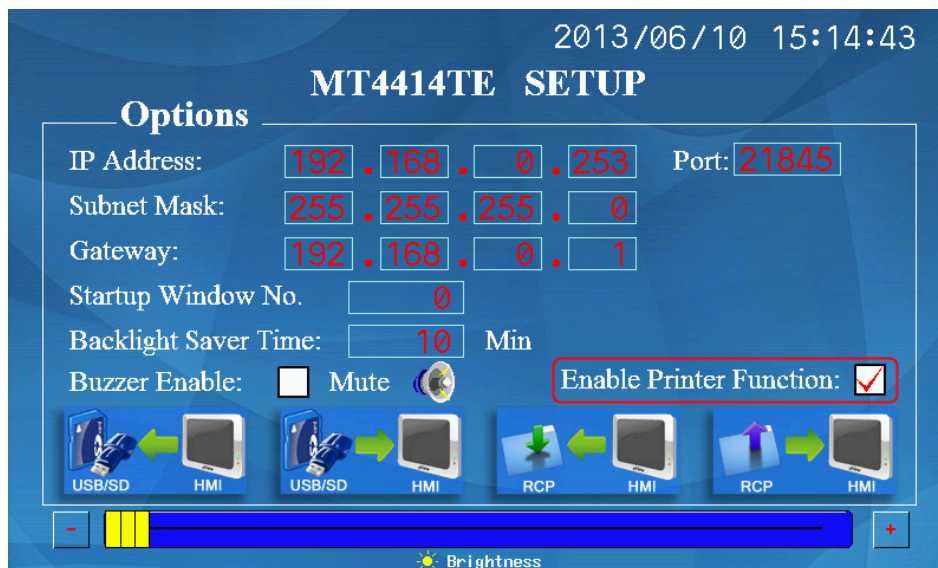 2013/06/10 15:14:43
MT4414TE SETUP
Options
IP Address: 192 . 168 . 0 . 253 Port: 21845
Subnet Mask: 255 . 255 . 255 . 0
Gateway: 192 . 168 . 0 . 1
Startup Window No. 0
Backlight Saver Time: 10 Min
Buzzer Enable: Mute Enable Printer Function:
USB/SD HMI USB/SD HMI RCP HMI RCP HMI
- +
Brightness